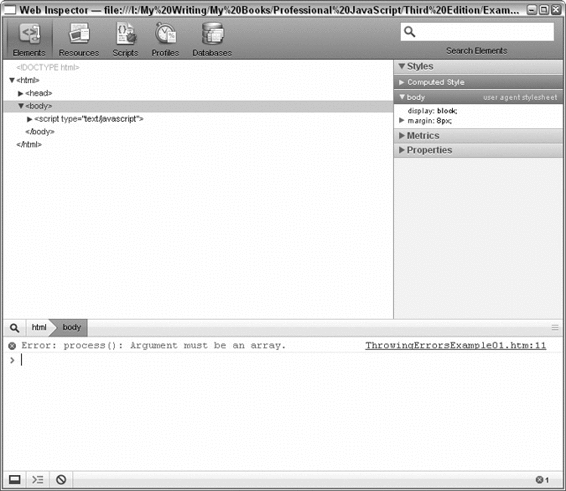 Web Inspector — file:///I:/My%20Writing/My%20Books/Professional%20JavaScript/Third%20Edition/Exam...
Elements Resources Scripts Profiles Databases
Search Elements
<!DOCTYPE html>
▼<html>
▶<head>
▼<body>
▶<script type="text/javascript">
</body>
</html>
▼ Styles
▶ Computed Style
▼ body user agent stylesheet
display: block;
▶ margin: 8px;
▶ Metrics
▶ Properties
html body
Error: process(): Argument must be an array. ThrowingErrorsExample01.htm:11
>
1